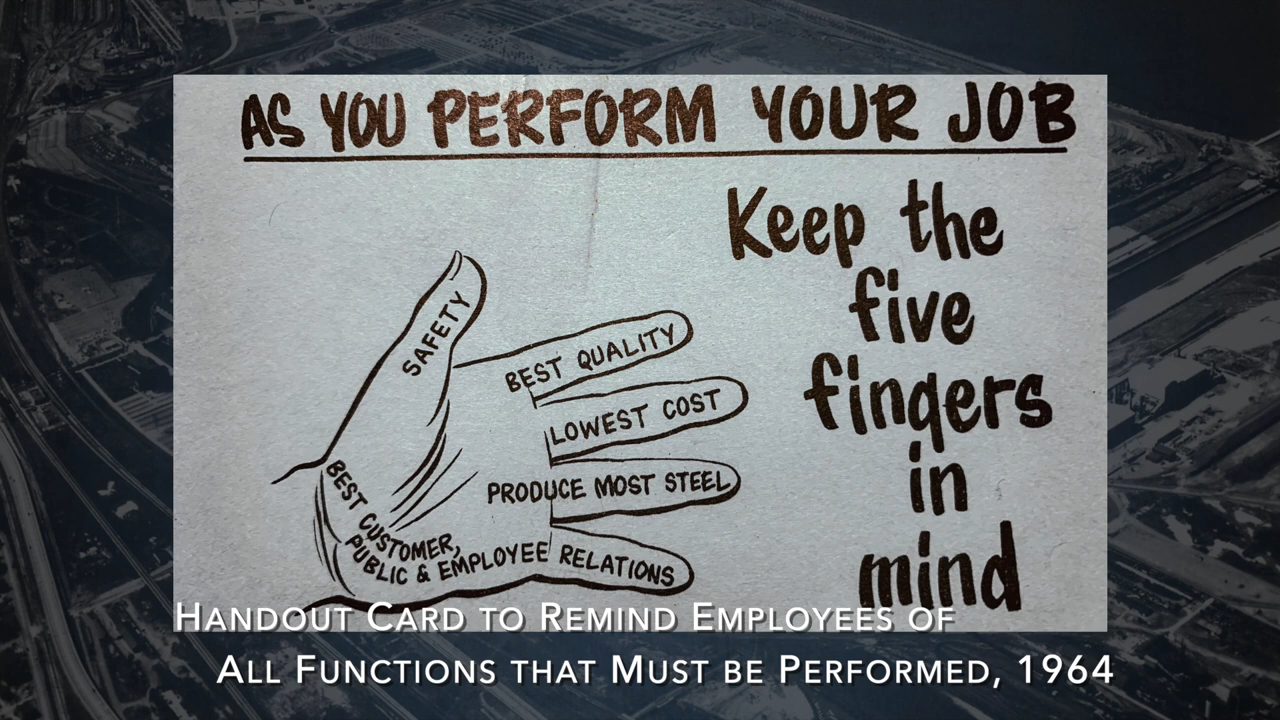 AS YOU PERFORM YOUR JOB
Keep the
five
fingers
in
mind
SAFETY
BEST QUALITY
LOWEST COST
PRODUCE MOST STEEL
BEST CUSTOMER,
PUBLIC & EMPLOYEE RELATIONS
HANDOUT CARD TO REMIND EMPLOYEES OF
ALL FUNCTIONS THAT MUST BE PERFORMED, 1964